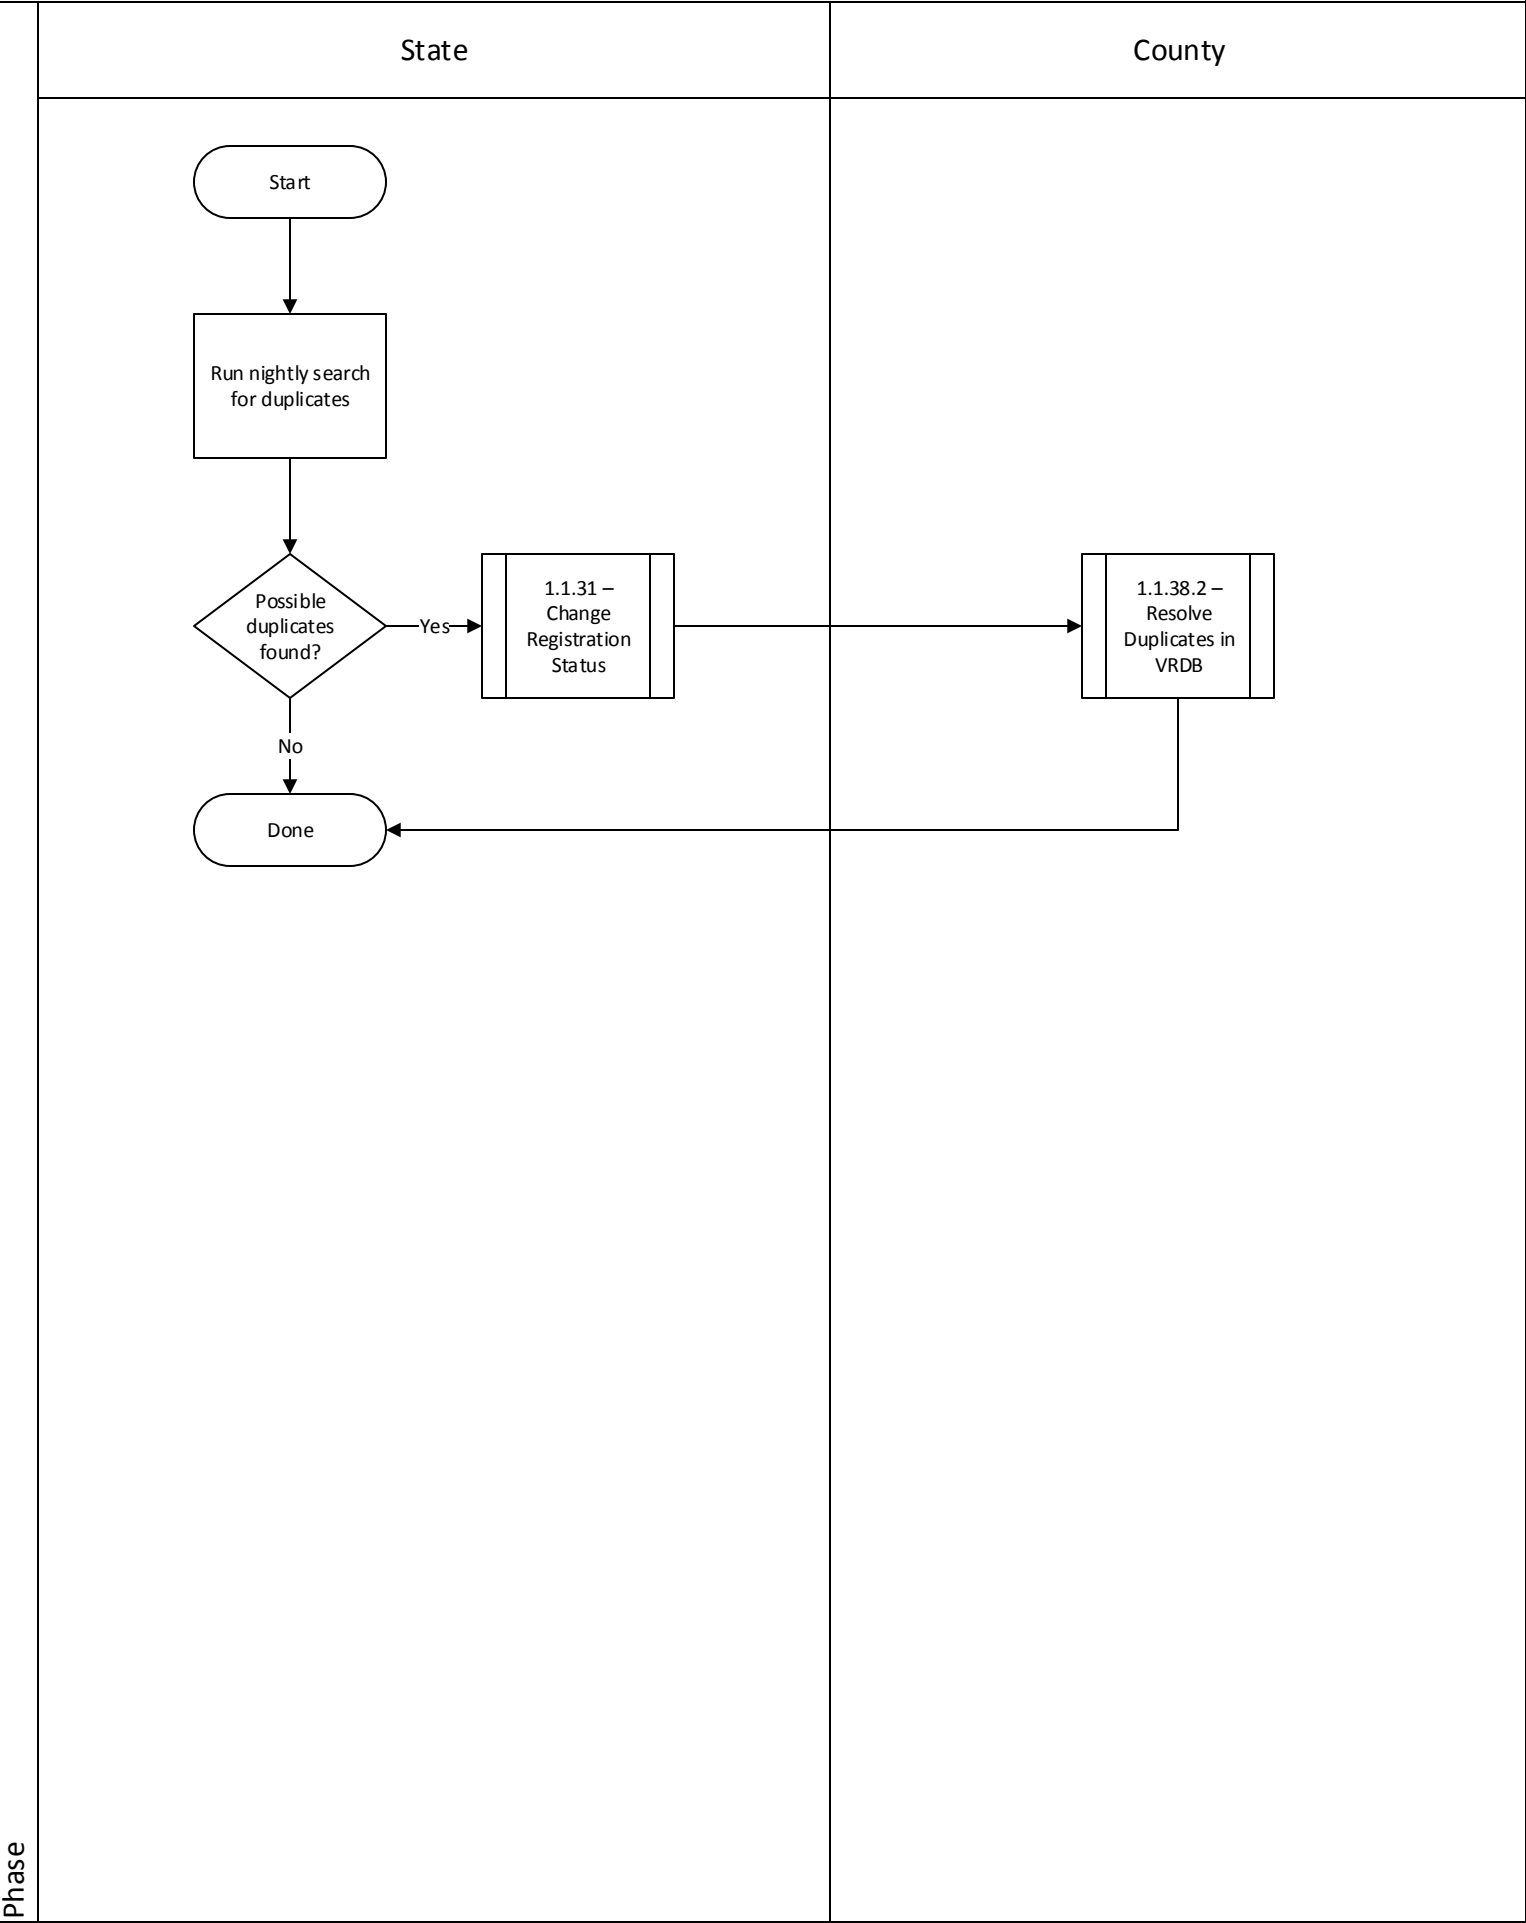 State
County
Start
Run nightly search
for duplicates
Possible
duplicates
found?
Yes
1.1.31 –
Change
Registration
Status
1.1.38.2 –
Resolve
Duplicates in
VRDB
No
Done
Phase